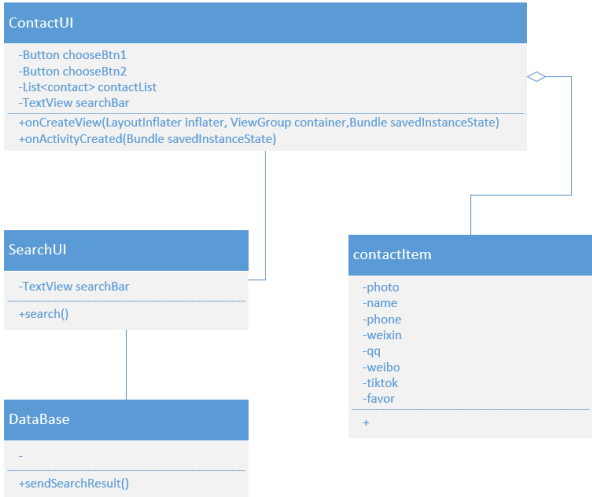 ContactUI
-Button chooseBtn1
-Button chooseBtn2
-List<contact> contactList
-TextView searchBar
+onCreateView(LayoutInflater inflater, ViewGroup container,Bundle savedInstanceState)
+onActivityCreated(Bundle savedInstanceState)
SearchUI
-TextView searchBar
+search()
contactItem
-photo
-name
-phone
-weixin
-qq
-weibo
-tiktok
-favor
+
DataBase
-
+sendSearchResult()